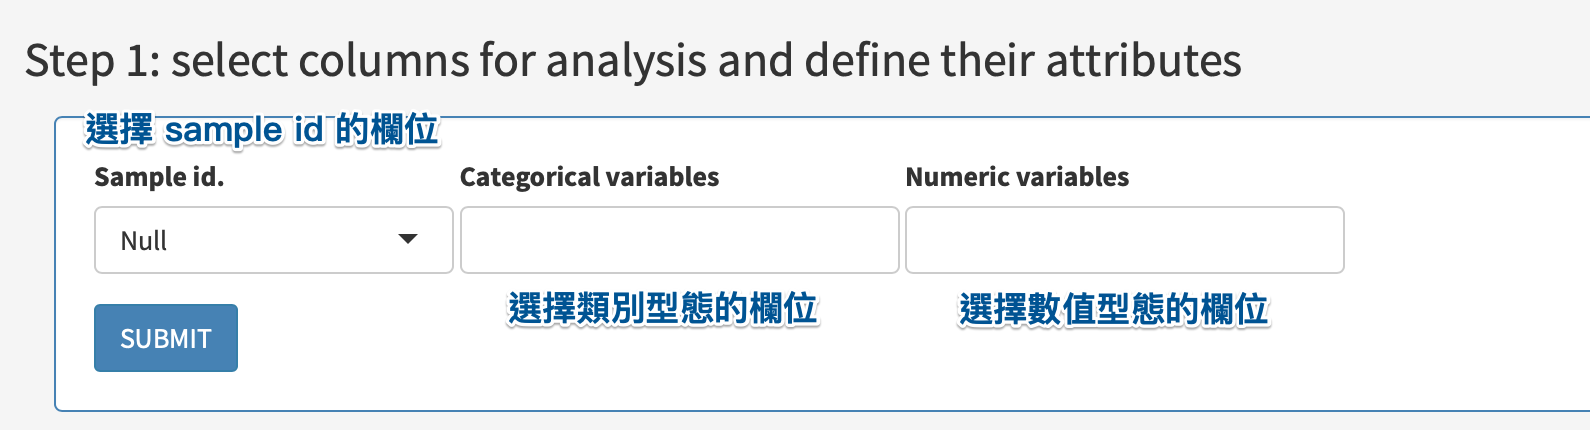 Step 1: select columns for analysis and define their attributes
選擇 sample id 的欄位
Sample id.
Categorical variables
Numeric variables
Null
選擇類別型態的欄位
選擇數值型態的欄位
SUBMIT